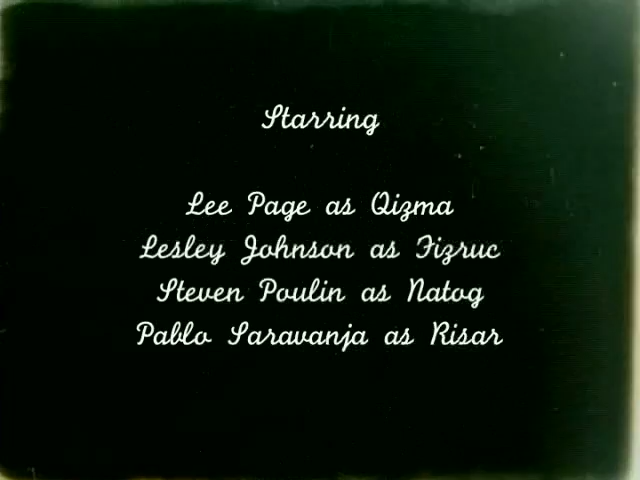 Starring
Lee Page as Qizma
Lesley Johnson as Fizruc
Steven Poulin as Natog
Pablo Saravanja as Risar